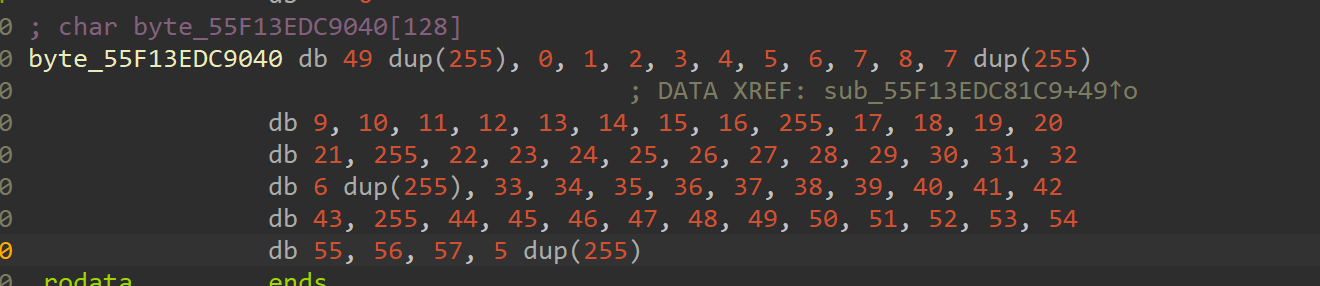 0 ; char byte_55F13EDC9040[128]
0 byte_55F13EDC9040 db 49 dup(255), 0, 1, 2, 3, 4, 5, 6, 7, 8, 7 dup(255)
0 ; DATA XREF: sub_55F13EDC81C9+49↑o
0 db 9, 10, 11, 12, 13, 14, 15, 16, 255, 17, 18, 19, 20
0 db 21, 255, 22, 23, 24, 25, 26, 27, 28, 29, 30, 31, 32
0 db 6 dup(255), 33, 34, 35, 36, 37, 38, 39, 40, 41, 42
0 db 43, 255, 44, 45, 46, 47, 48, 49, 50, 51, 52, 53, 54
0 db 55, 56, 57, 5 dup(255)
0 rodata ends